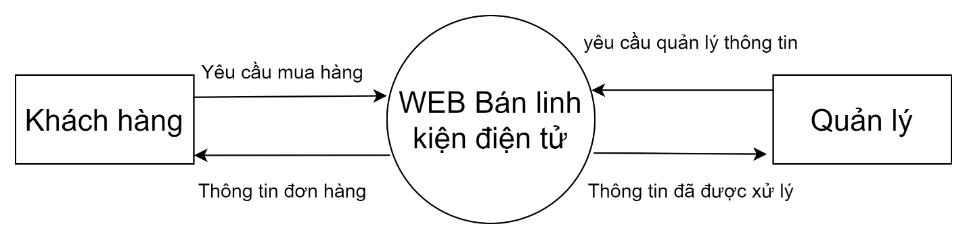 Yêu cầu mua hàng
yêu cầu quản lý thông tin
Khách hàng
WEB Bán linh
kiện điện tử
Quản lý
Thông tin đơn hàng
Thông tin đã được xử lý